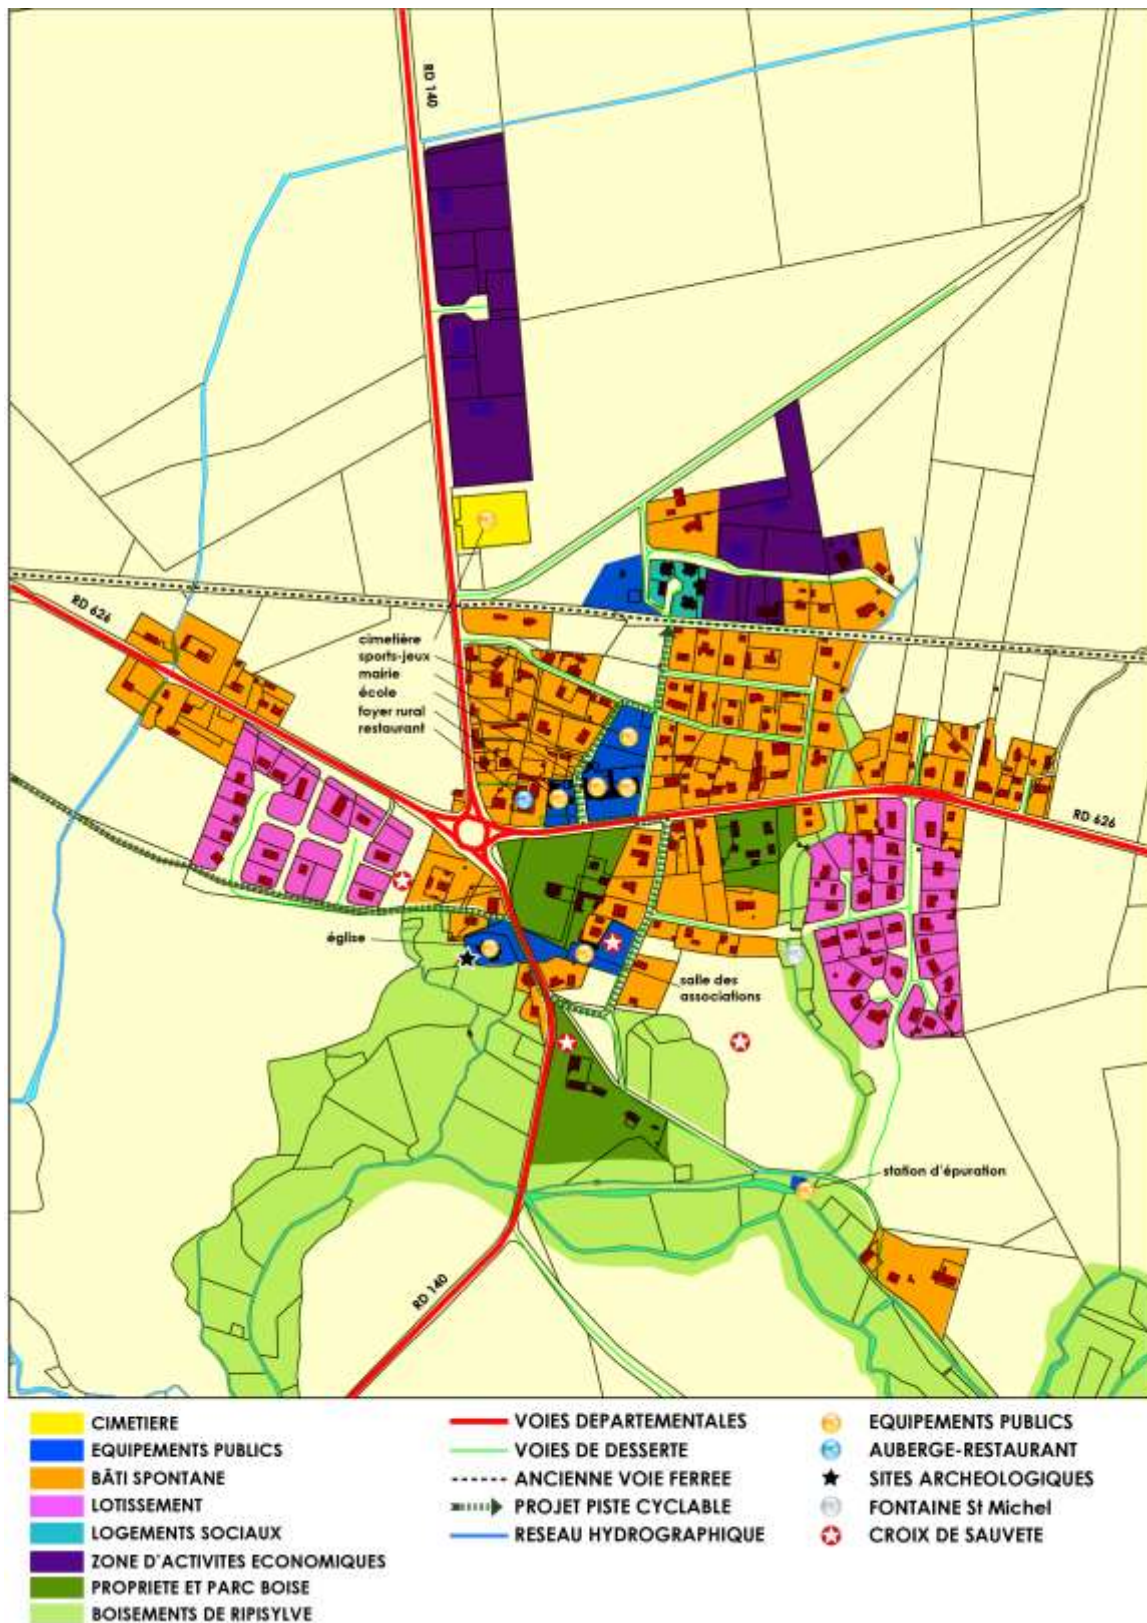 RD 140
RD 626
cimetière
sports-jeux
mairie
école
foyer rural
restaurant
RD 626
église
salle des
associations
station d'épuration
RD 140
CIMETIERE
EQUIPEMENTS PUBLICS
BÂTI SPONTANE
LOTISSEMENT
LOGEMENTS SOCIAUX
ZONE D'ACTIVITES ECONOMIQUES
PROPRIETE ET PARC BOISE
BOISEMENTS DE RIPISYLVE
VOIES DEPARTEMENTALES
VOIES DE DESSERTE
ANCIENNE VOIE FERREE
PROJET PISTE CYCLABLE
RESEAU HYDROGRAPHIQUE
EQUIPEMENTS PUBLICS
AUBERGE-RESTAURANT
SITES ARCHEOLOGIQUES
FONTAINE St Michel
CROIX DE SAUVETE